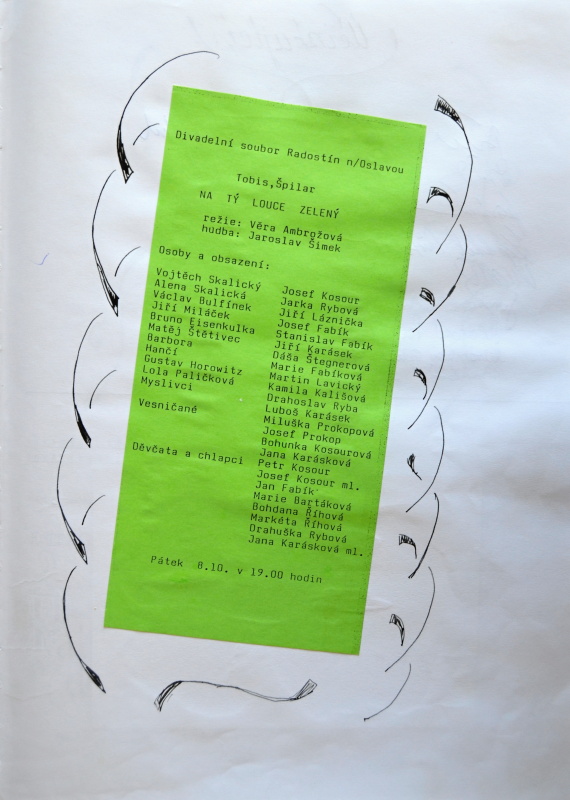 Divadelní soubor Radostín n/Oslavou
Tobis,Špilar
NA TÝ LOUCE ZELENÝ
režie: Věra Ambrožová
hudba: Jaroslav Šimek
Osoby a obsazení:
Vojtěch Skalický Josef Kosour
Alena Skalická Jarka Rybová
Václav Bulfínek Jiří Láznička
Jiří Miláček Josef Fabík
Bruno Eisenkulka Stanislav Fabík
Matěj Štětivec Jiří Karásek
Barbora Dáša Štegnerová
Hančí Marie Fabíková
Gustav Horowitz Martin Lavický
Lola Paličková Kamila Kališová
Myslivci Drahoslav Ryba
Luboš Karásek
Vesničané Miluška Prokopová
Josef Prokop
Bohunka Kosourová
Jana Karásková
Děvčata a chlapci Petr Kosour
Josef Kosour ml.
Jan Fabík
Marie Bartáková
Bohdana Říhová
Markéta Říhová
Drahuška Rybová
Jana Karásková ml.
Pátek 8.10. v 19.00 hodin